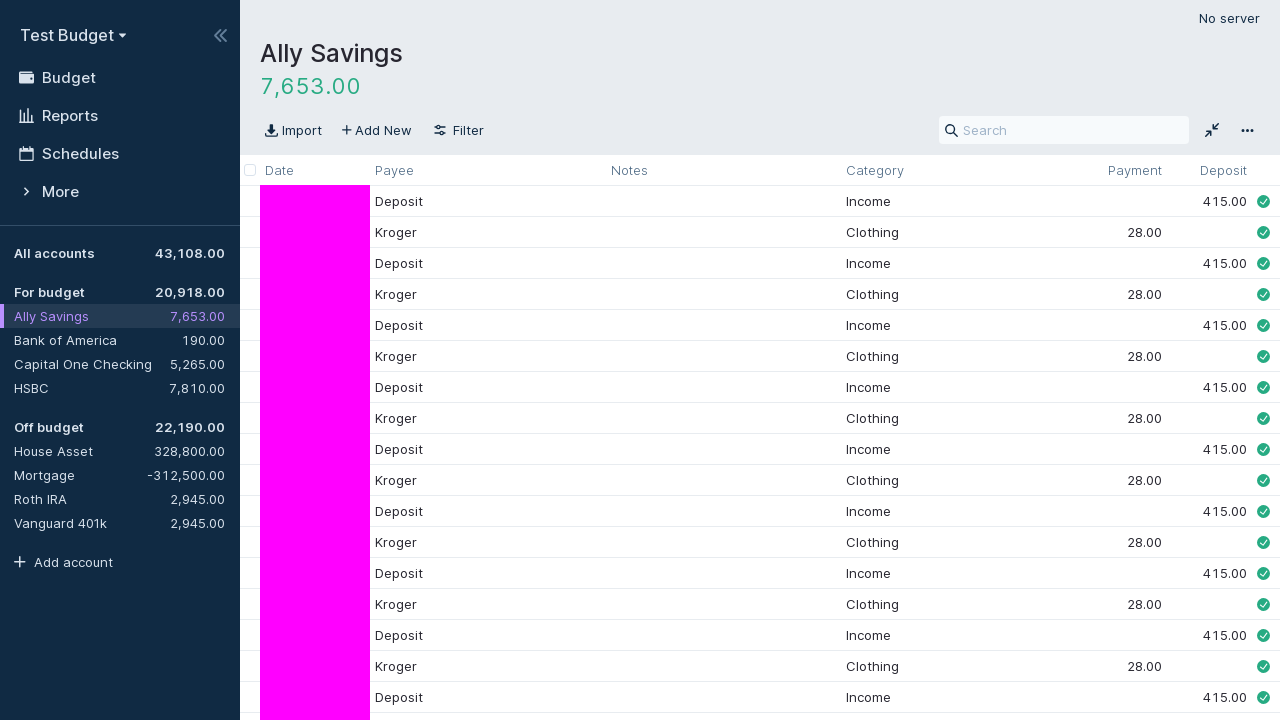 Test Budget
Budget
Reports
Schedules
More
All accounts 43,108.00
For budget 20,918.00
Ally Savings 7,653.00
Bank of America 190.00
Capital One Checking 5,265.00
HSBC 7,810.00
Off budget 22,190.00
House Asset 328,800.00
Mortgage -312,500.00
Roth IRA 2,945.00
Vanguard 401k 2,945.00
Add account
No server
Ally Savings
7,653.00
Import Add New Filter Search
Date Payee Notes Category Payment Deposit
Deposit Income 415.00
Kroger Clothing 28.00
Deposit Income 415.00
Kroger Clothing 28.00
Deposit Income 415.00
Kroger Clothing 28.00
Deposit Income 415.00
Kroger Clothing 28.00
Deposit Income 415.00
Kroger Clothing 28.00
Deposit Income 415.00
Kroger Clothing 28.00
Deposit Income 415.00
Kroger Clothing 28.00
Deposit Income 415.00
Kroger Clothing 28.00
Deposit Income 415.00